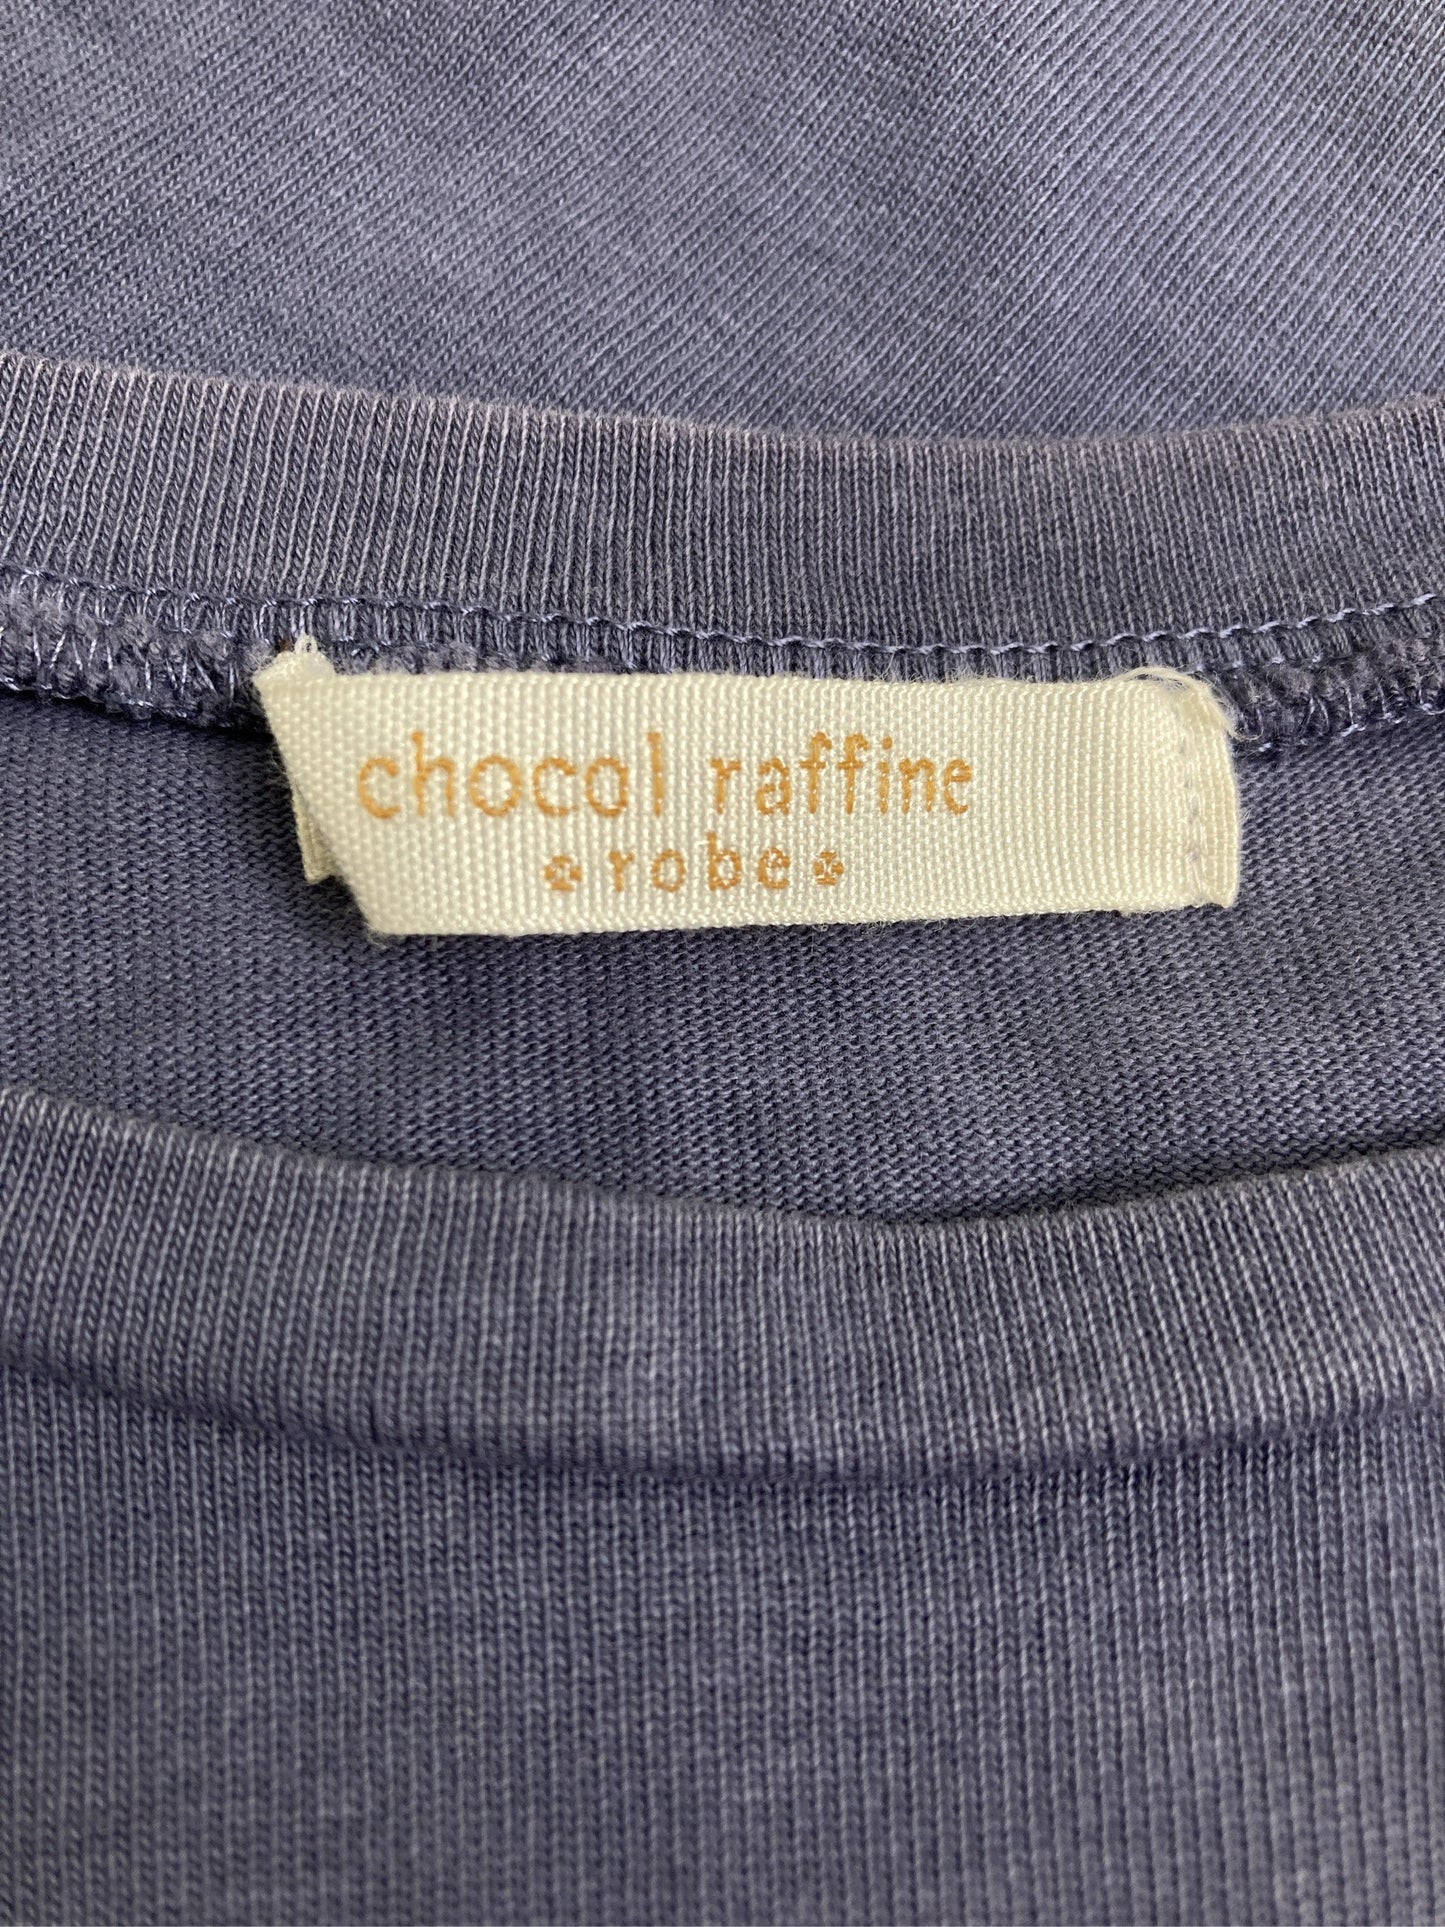 chocol raffine
robe